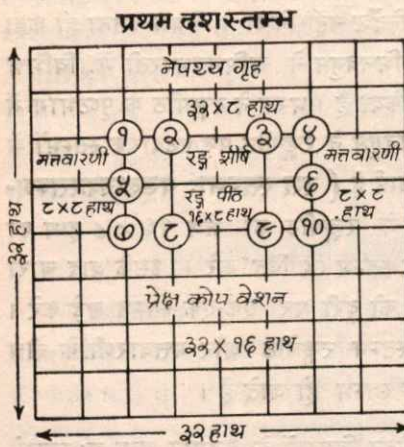 प्रथम दशस्तम्भ
नेपथ्य गृह
३२×८ हाथ
१ २ ३ ४
मत्तवारणी रङ्ग शीर्ष मत्तवारणी
५ रङ्ग पीठ ६
८×८ हाथ १६×८ हाथ ८×८ हाथ
७ ८ ९ १०
प्रेक्ष कोप वेशन
३२×१६ हाथ
३२ हाथ
३२ हाथ